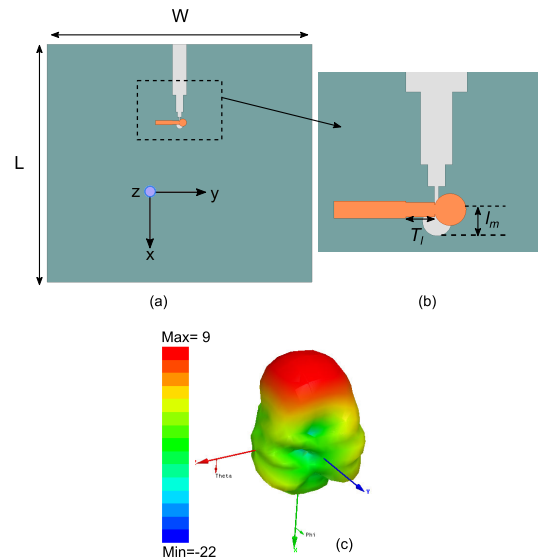 W
L
z
y
x
T_l
l_m
(a)
(b)
Max= 9
Theta
Y
Phi
X
(c)
Min=-22